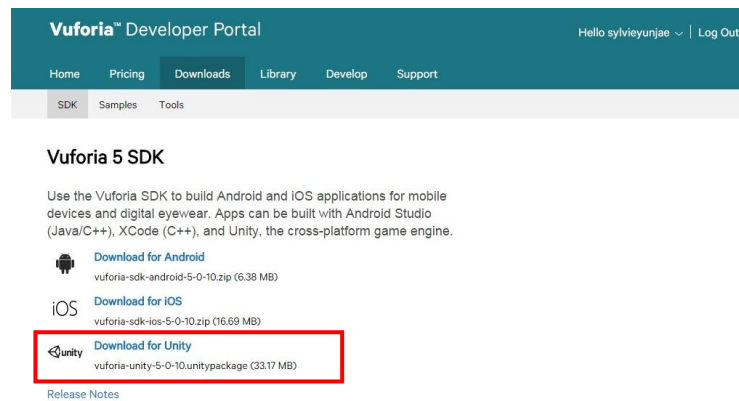 Vuforia™ Developer Portal
Hello sylvieyunjae | Log Out
Home Pricing Downloads Library Develop Support
SDK Samples Tools
Vuforia 5 SDK
Use the Vuforia SDK to build Android and iOS applications for mobile
devices and digital eyewear. Apps can be built with Android Studio
(Java/C++), XCode (C++), and Unity, the cross-platform game engine.
Download for Android
vuforia-sdk-android-5-0-10.zip (6.38 MB)
iOS Download for iOS
vuforia-sdk-ios-5-0-10.zip (16.69 MB)
unity Download for Unity
vuforia-unity-5-0-10.unitypackage (33.17 MB)
Release Notes